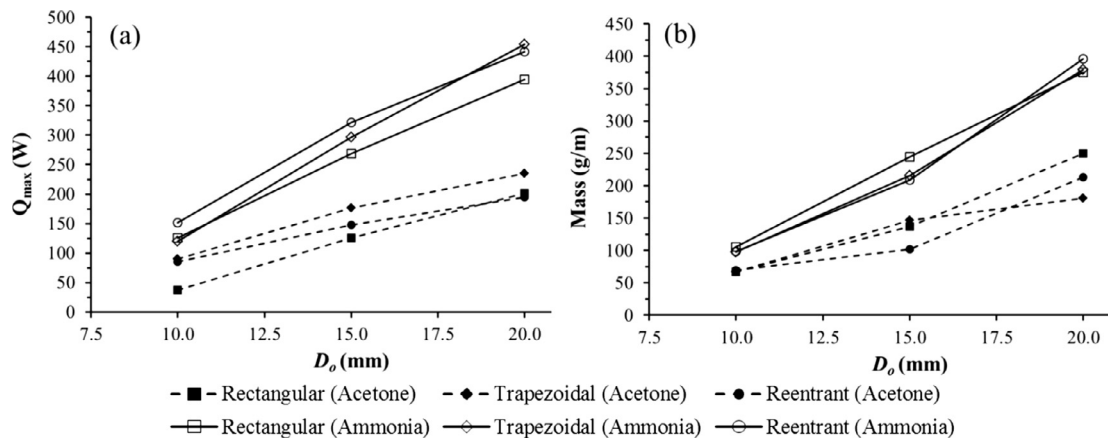 (a)
500
450
400
350
300
250
200
150
100
50
0
Q_max (W)
7.5 10.0 12.5 15.0 17.5 20.0
D_o (mm)
(b)
450
400
350
300
250
200
150
100
50
0
Mass (g/m)
7.5 10.0 12.5 15.0 17.5 20.0
D_o (mm)
Rectangular (Acetone) Trapezoidal (Acetone) Reentrant (Acetone)
Rectangular (Ammonia) Trapezoidal (Ammonia) Reentrant (Ammonia)